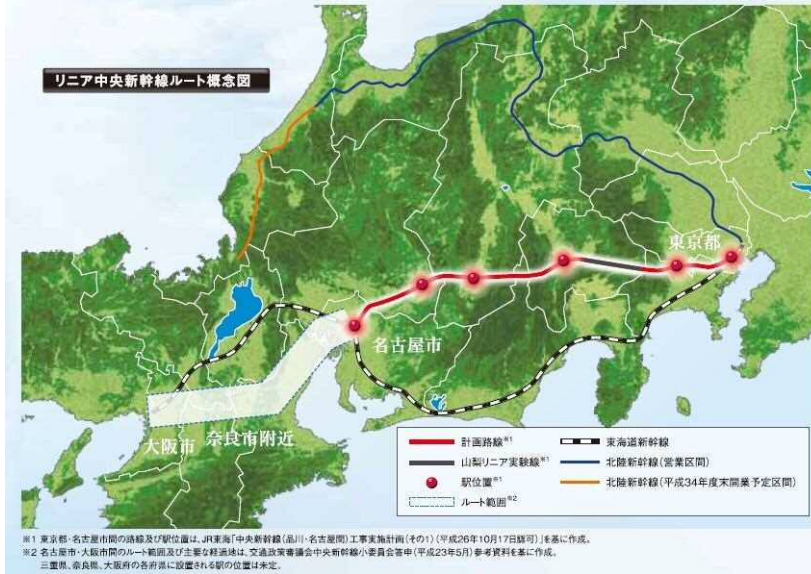 リニア中央新幹線ルート概念図
東京都
名古屋市
奈良市附近
大阪市
計画路線※1
東海道新幹線
山梨リニア実験線※1
北陸新幹線(営業区間)
駅位置※1
北陸新幹線(平成34年度末開業予定区間)
ルート範囲※2
※1 東京都・名古屋市間の路線及び駅位置は、JR東海「中央新幹線(品川・名古屋間)工事実施計画(その1)(平成26年10月17日認可)」を基に作成。
※2 名古屋市・大阪市間のルート範囲及び主要な経過地は、交通政策審議会中央新幹線小委員会答申(平成23年5月)参考資料を基に作成。
三重県、奈良県、大阪府の各府県に設置される駅の位置は未定。